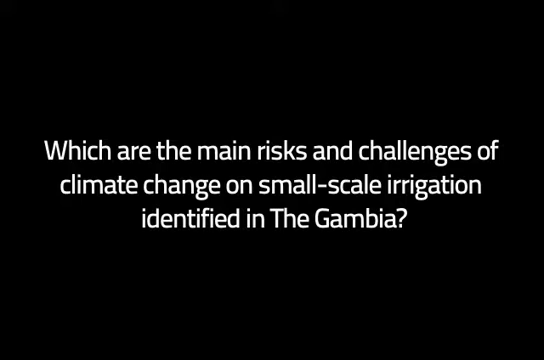 Which are the main risks and challenges of
climate change on small-scale irrigation
identified in The Gambia?